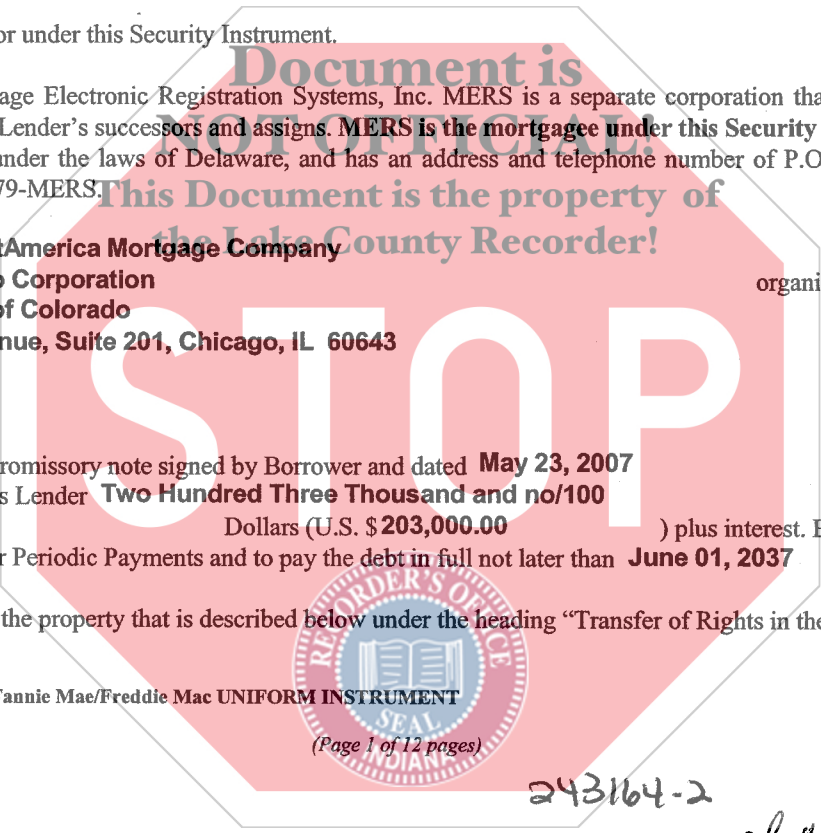 or under this Security Instrument.
Document is
age Electronic Registration Systems, Inc. MERS is a separate corporation tha
NOT OFFICIAL!
Lender's successors and assigns. MERS is the mortgagee under this Security
under the laws of Delaware, and has an address and telephone number of P.O
79-MERS.
This Document is the property of
the Lake County Recorder!
tAmerica Mortgage Company
Corporation
organi
of Colorado
nue, Suite 201, Chicago, IL 60643
STOP
romissory note signed by Borrower and dated May 23, 2007
s Lender Two Hundred Three Thousand and no/100
Dollars (U.S. $203,000.00 ) plus interest.
r Periodic Payments and to pay the debt in full not later than June 01, 2037
RECORDER'S OFFICE
the property that is described below under the heading "Transfer of Rights in the
annie Mae/Freddie Mac UNIFORM INSTRUMENT
SEAL
(Page 1 of 12 pages)
INDIANA
243164-2